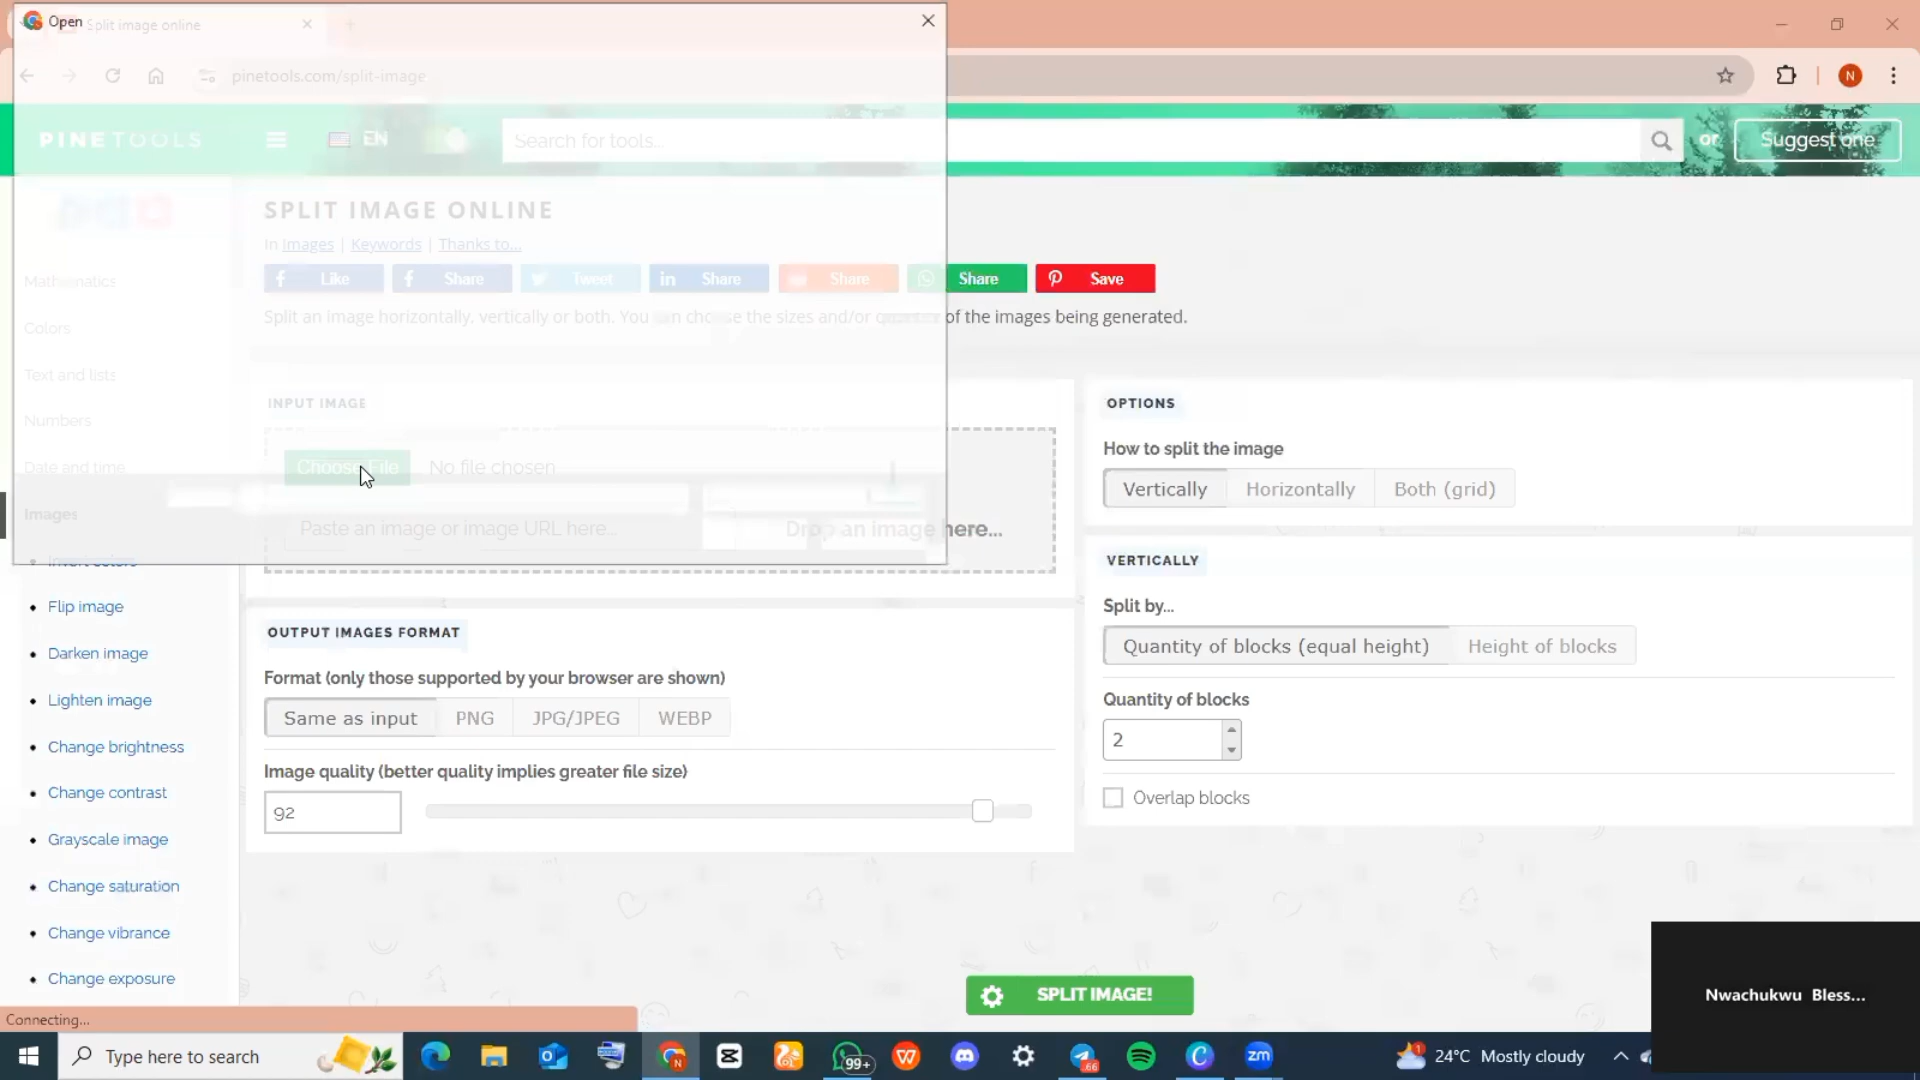 Open
Split image online
pinetools.com/split-image
N
PINETOOLS
EN
Search for tools...
or
Suggest one
SPLIT IMAGE ONLINE
In Images | Keywords | Thanks to...
Like
Share
Tweet
Share
Share
Share
Save
Split an image horizontally, vertically or both. You can choose the sizes and/or quantity of the images being generated.
Mathematics
Colors
Text and lists
Numbers
Date and time
Images
Invert colors
Flip image
Darken image
Lighten image
Change brightness
Change contrast
Grayscale image
Change saturation
Change vibrance
Change exposure
INPUT IMAGE
Choose File
No file chosen
Paste an image or image URL here...
Drop an image here...
OUTPUT IMAGES FORMAT
Format (only those supported by your browser are shown)
Same as input
PNG
JPG/JPEG
WEBP
Image quality (better quality implies greater file size)
92
OPTIONS
How to split the image
Vertically
Horizontally
Both (grid)
VERTICALLY
Split by...
Quantity of blocks (equal height)
Height of blocks
Quantity of blocks
2
Overlap blocks
SPLIT IMAGE!
Nwachukwu Bless...
Connecting...
Type here to search
N
99+
66
zm
1
24°C Mostly cloudy